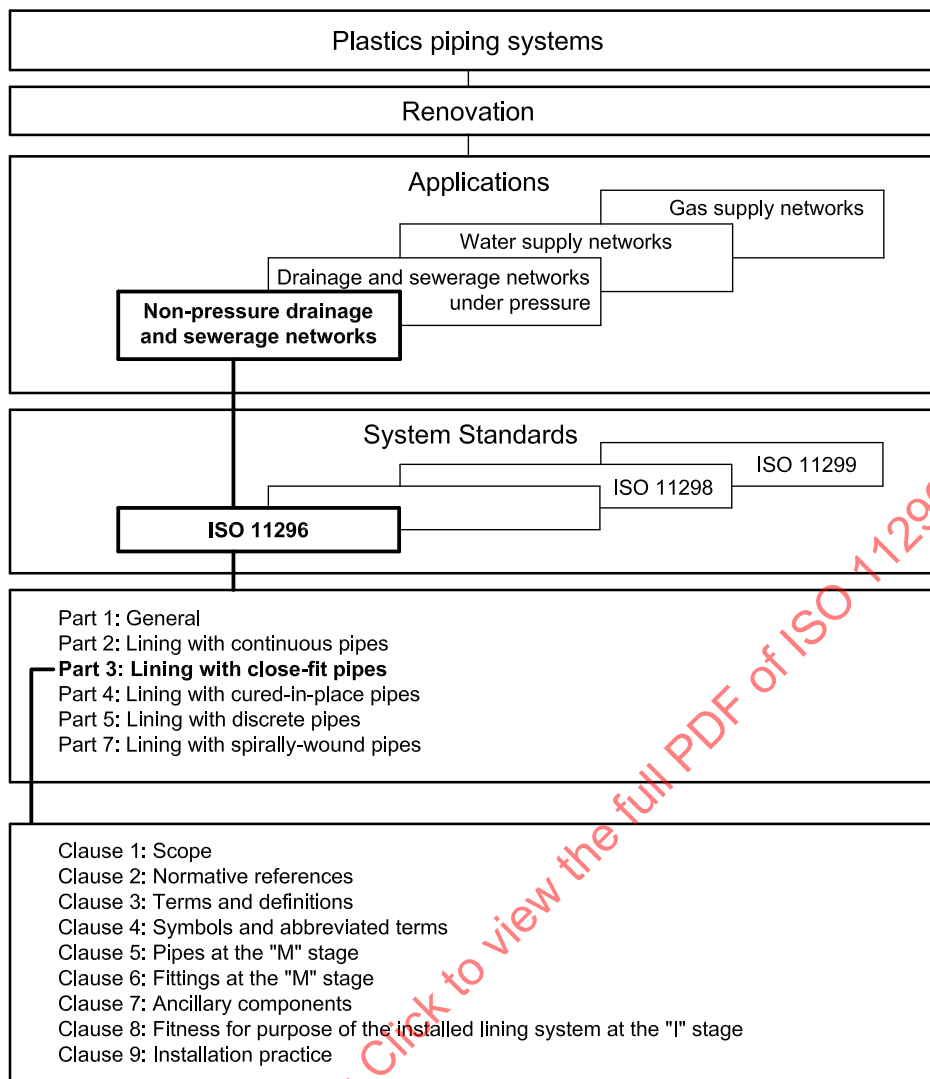 Plastics piping systems
Renovation
Applications
Gas supply networks
Water supply networks
Drainage and sewerage networks
under pressure
Non-pressure drainage
and sewerage networks
System Standards
ISO 11299
ISO 11298
ISO 11296
Part 1: General
Part 2: Lining with continuous pipes
Part 3: Lining with close-fit pipes
Part 4: Lining with cured-in-place pipes
Part 5: Lining with discrete pipes
Part 7: Lining with spirally-wound pipes
Clause 1: Scope
Clause 2: Normative references
Clause 3: Terms and definitions
Clause 4: Symbols and abbreviated terms
Clause 5: Pipes at the "M" stage
Clause 6: Fittings at the "M" stage
Clause 7: Ancillary components
Clause 8: Fitness for purpose of the installed lining system at the "I" stage
Clause 9: Installation practice
Click to view the full PDF of ISO